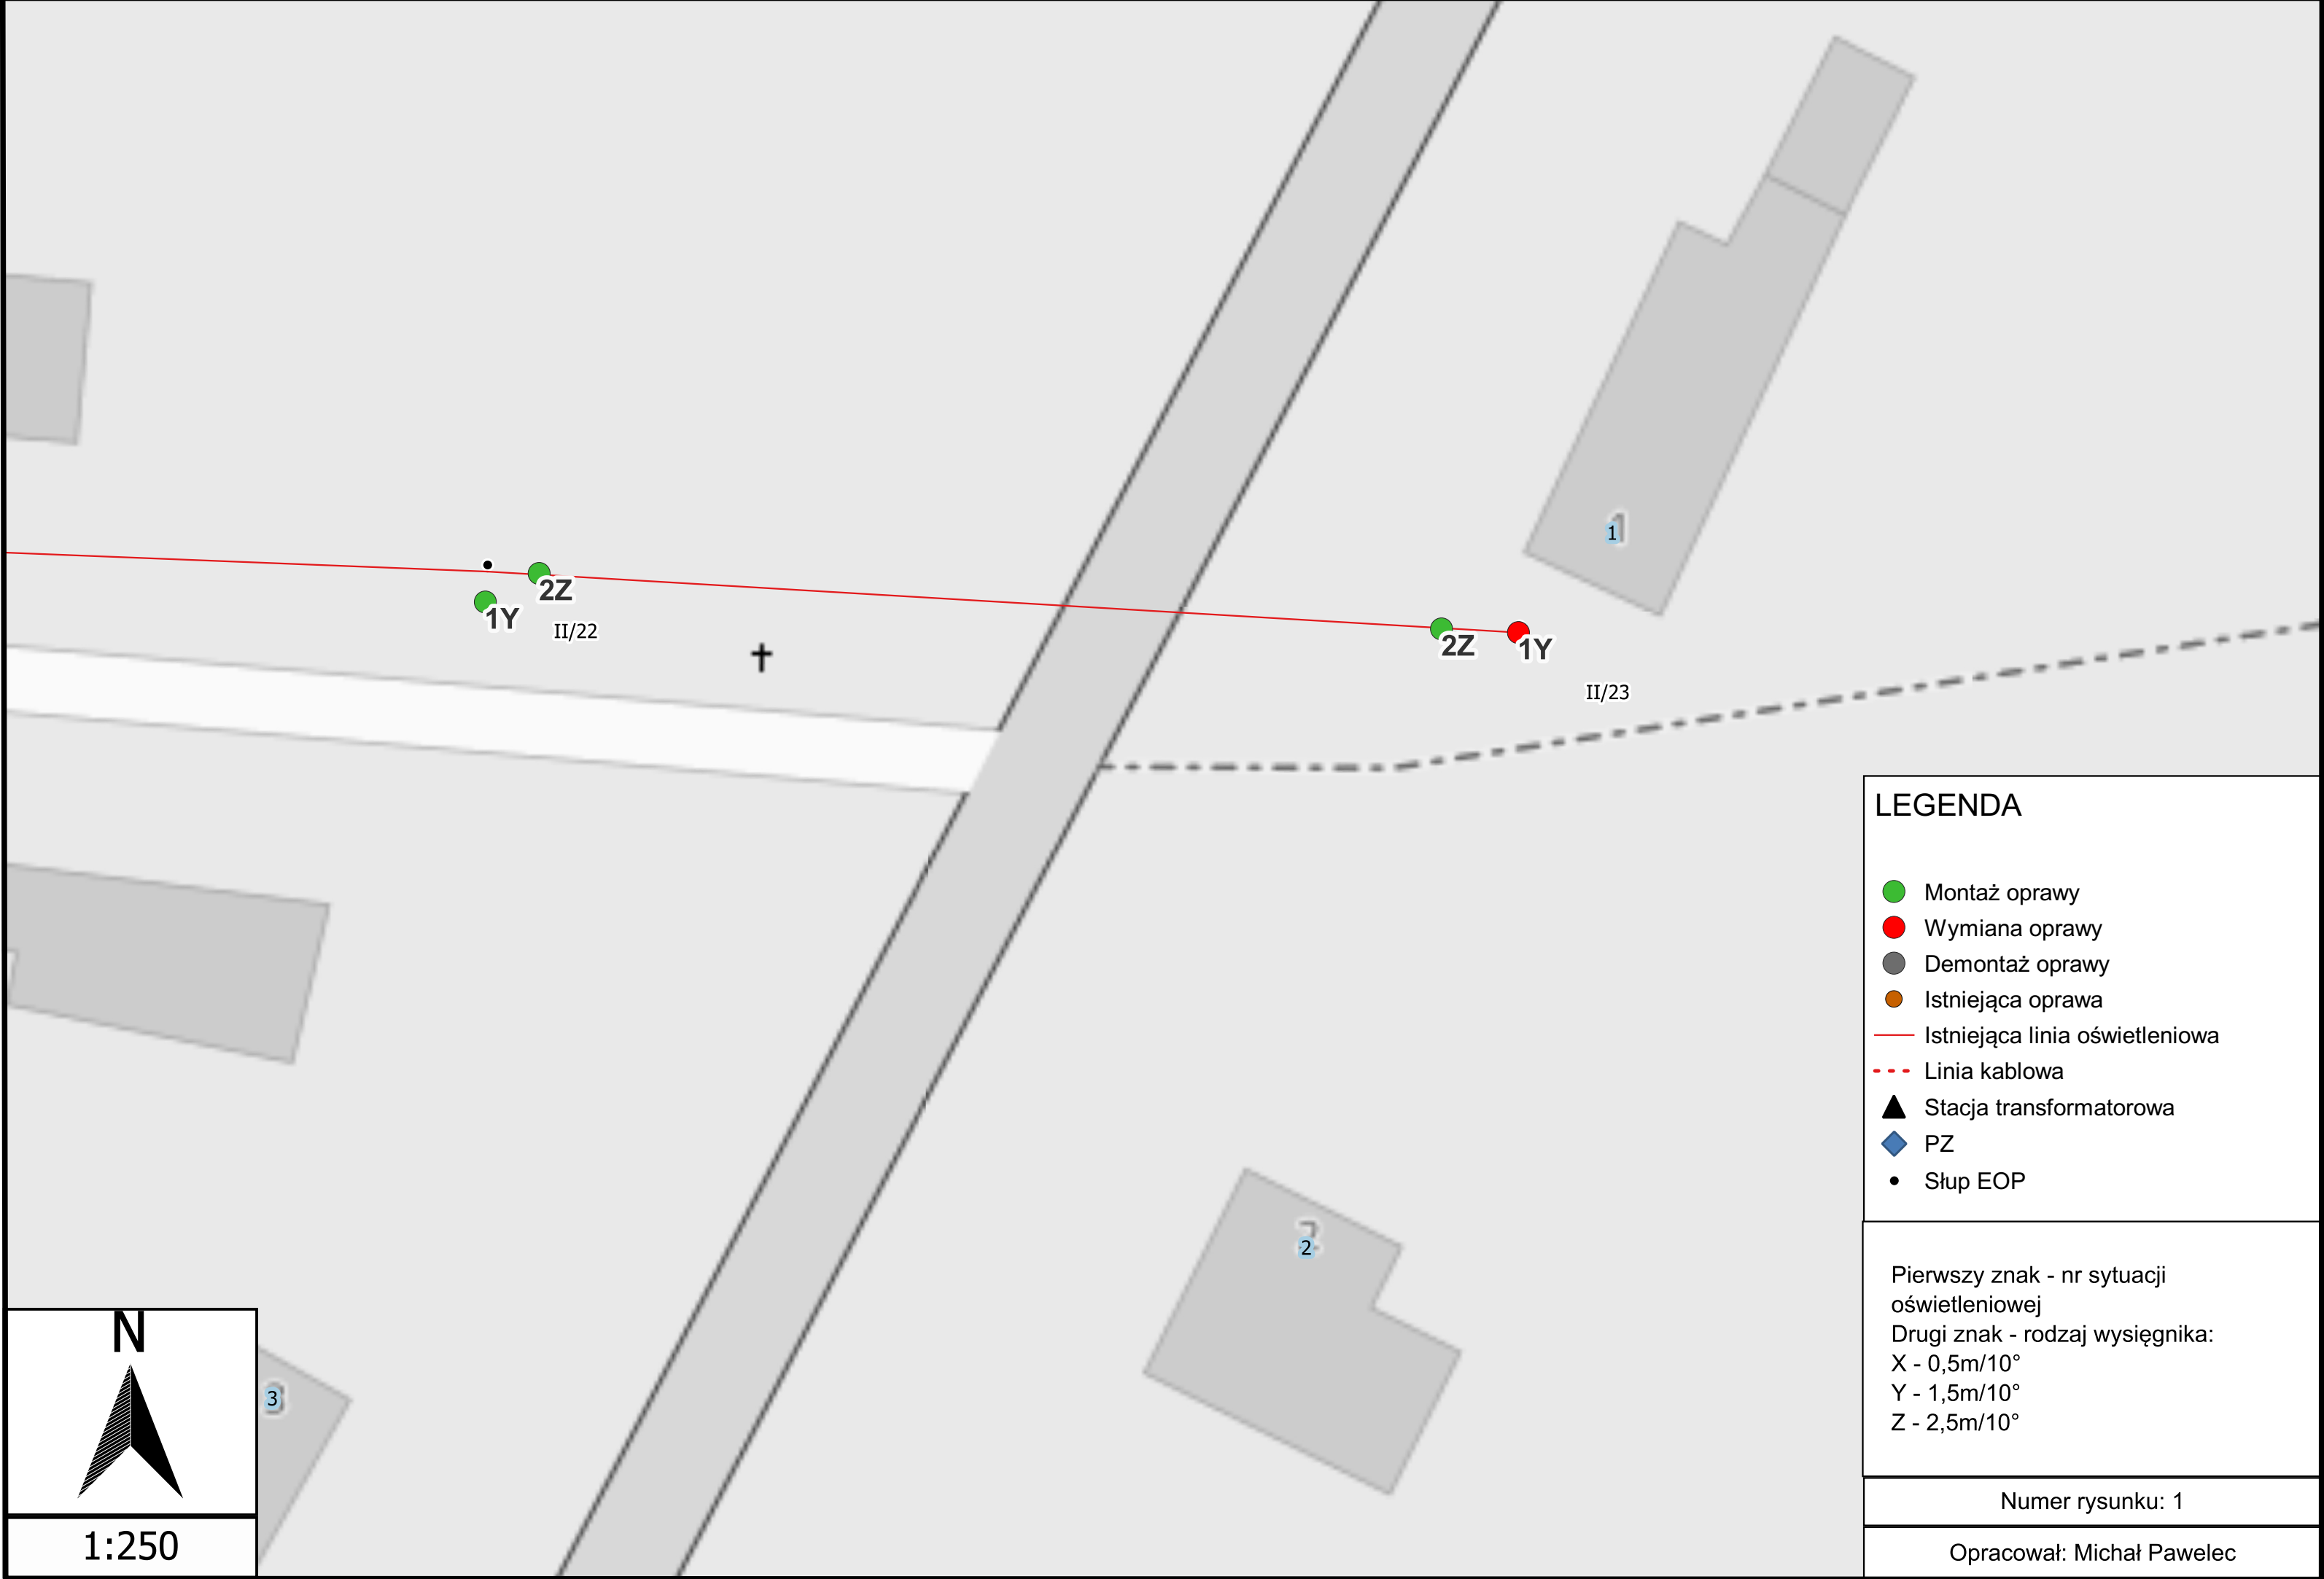 1
2Z
1Y
II/22
2Z
1Y
II/23
2
3
N
1:250
LEGENDA
Montaż oprawy
Wymiana oprawy
Demontaż oprawy
Istniejąca oprawa
Istniejąca linia oświetleniowa
Linia kablowa
Stacja transformatorowa
PZ
Słup EOP
Pierwszy znak - nr sytuacji
oświetleniowej
Drugi znak - rodzaj wysięgnika:
X - 0,5m/10°
Y - 1,5m/10°
Z - 2,5m/10°
Numer rysunku: 1
Opracował: Michał Pawelec